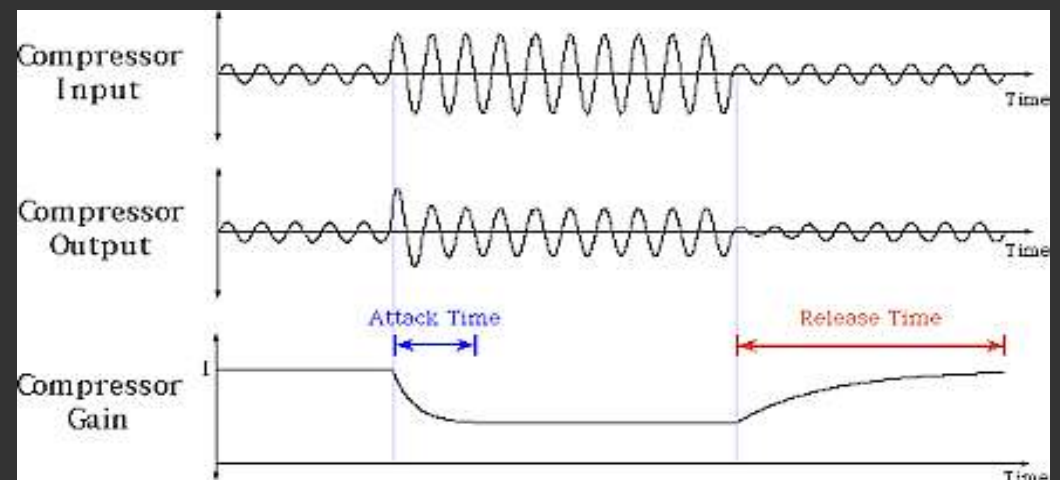 Compressor
Input
Time
Compressor
Output
Time
Attack Time
Release Time
1
Compressor
Gain
Time